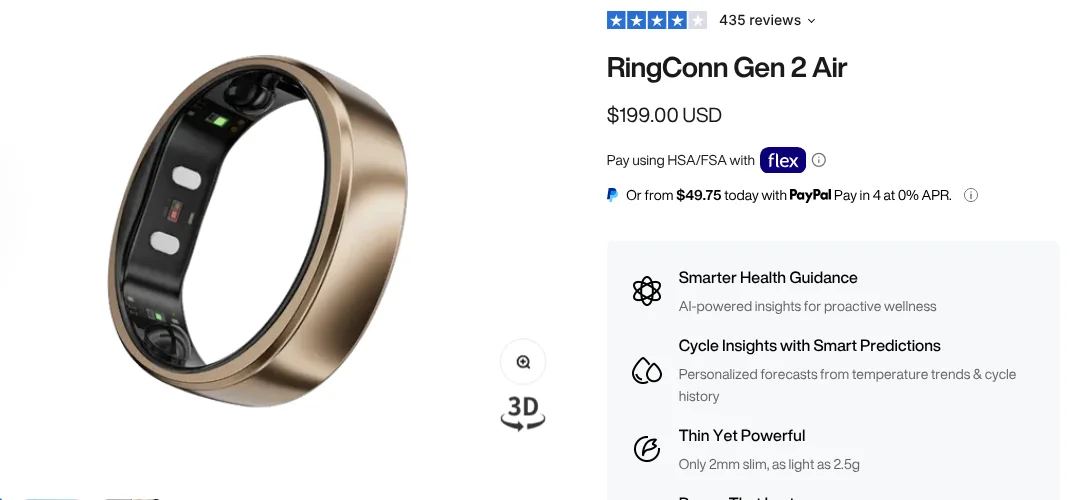 435 reviews
RingConn Gen 2 Air
$199.00 USD
Pay using HSA/FSA with flex
Or from $49.75 today with PayPal Pay in 4 at 0% APR.
Smarter Health Guidance
AI-powered insights for proactive wellness
Cycle Insights with Smart Predictions
Personalized forecasts from temperature trends & cycle
history
Thin Yet Powerful
Only 2mm slim, as light as 2.5g
3D